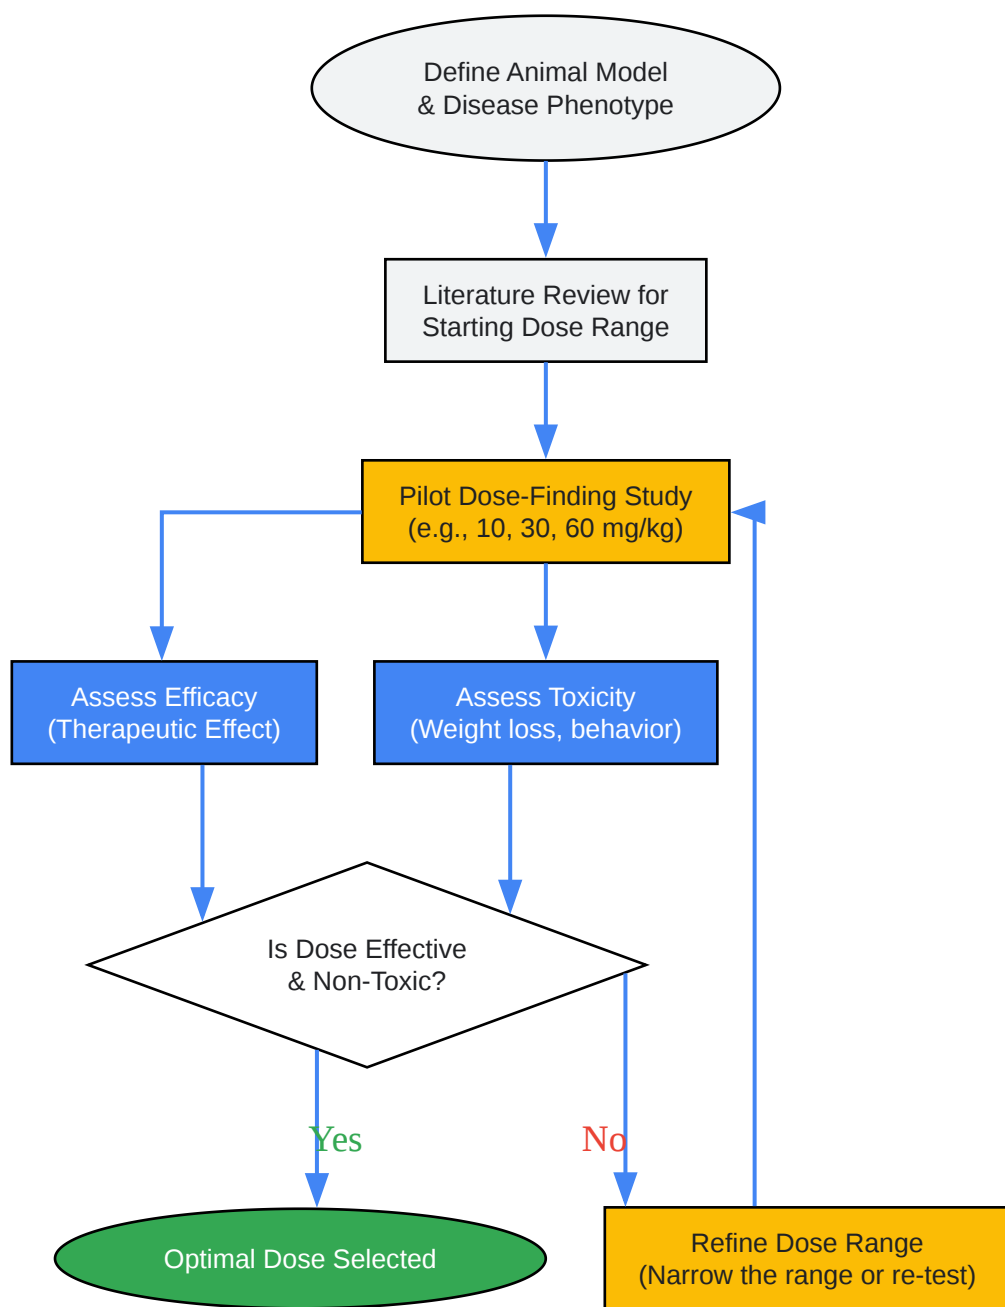 Define Animal Model
& Disease Phenotype
Literature Review for
Starting Dose Range
Pilot Dose-Finding Study
(e.g., 10, 30, 60 mg/kg)
Assess Efficacy
(Therapeutic Effect)
Assess Toxicity
(Weight loss, behavior)
Is Dose Effective
& Non-Toxic?
Yes
No
Optimal Dose Selected
Refine Dose Range
(Narrow the range or re-test)